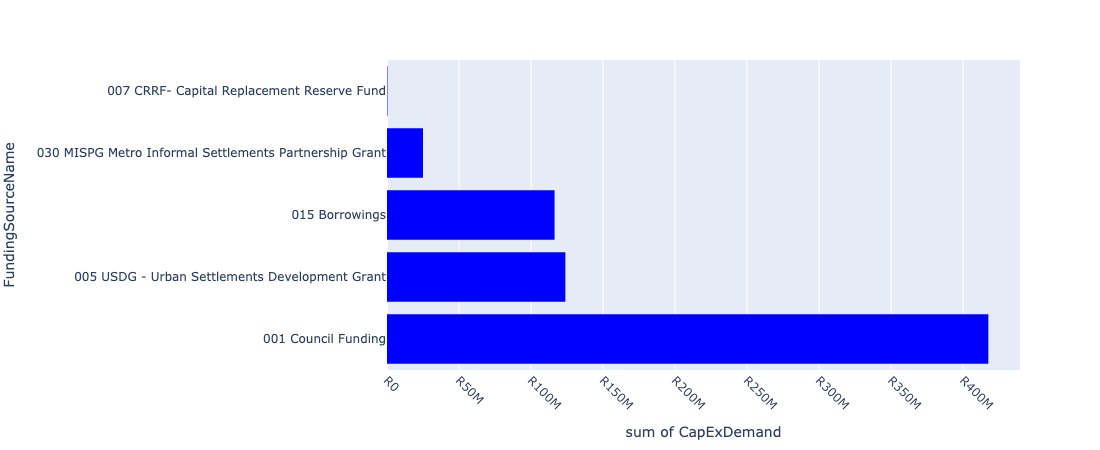 FundingSourceName
007 CRRF- Capital Replacement Reserve Fund
030 MISPG Metro Informal Settlements Partnership Grant
015 Borrowings
005 USDG - Urban Settlements Development Grant
001 Council Funding
R0
R50M
R100M
R150M
R200M
R250M
R300M
R350M
R400M
sum of CapExDemand